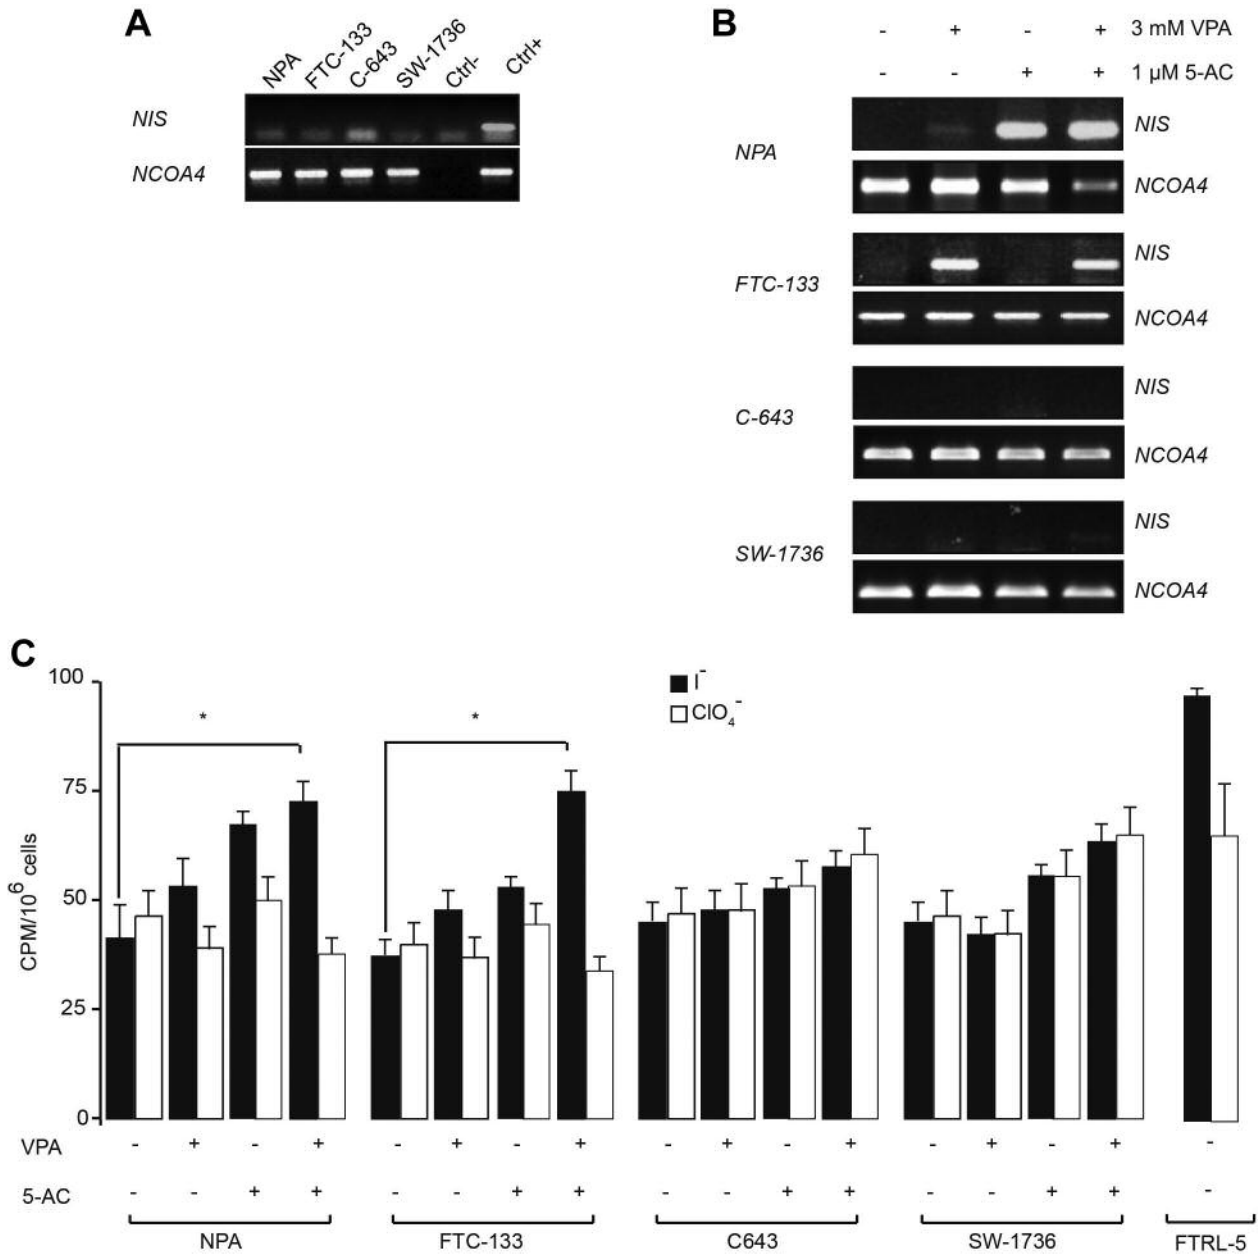 A
NPA FTC-133 C-643 SW-1736 Ctrl- Ctrl+
NIS
NCOA4
B
- + - + 3 mM VPA
- - + + 1 µM 5-AC
NPA
NIS
NCOA4
FTC-133
NIS
NCOA4
C-643
NIS
NCOA4
SW-1736
NIS
NCOA4
C
100
75
50
25
0
CPM/10⁶ cells
* *
I⁻
ClO₄⁻
VPA - + - + - + - + - + - + - + - + -
5-AC - - + + - - + + - - + + - - + + -
NPA FTC-133 C643 SW-1736 FTRL-5